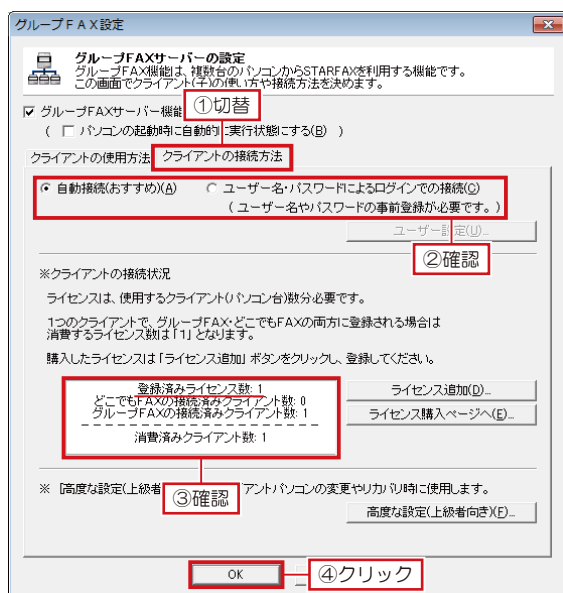 グループＦＡＸ設定
グループFAXサーバーの設定
グループFAX機能は、複数台のパソコンからSTARFAXを利用する機能です。
この画面でクライアント(子)の使い方や接続方法を決めます。
グループFAXサーバー機能
①切替
( パソコンの起動時に自動的に実行状態にする(B) )
クライアントの使用方法 クライアントの接続方法
自動接続(おすすめ)(A) ユーザー名・パスワードによるログインでの接続(C)
(ユーザー名やパスワードの事前登録が必要です。)
ユーザー設定(U)...
②確認
※クライアントの接続状況
ライセンスは、使用するクライアント(パソコン台)数分必要です。
1つのクライアントで、グループFAX・どこでもFAXの両方に登録される場合は
消費するライセンス数は「1」となります。
購入したライセンスは「ライセンス追加」ボタンをクリックし、登録してください。
登録済みライセンス数: 1
どこでもFAXの接続済みクライアント数: 0
グループFAXの接続済みクライアント数: 1
消費済みクライアント数: 1
ライセンス追加(D)...
ライセンス購入ページへ(E)...
※ 「高度な設定(上級者 アントパソコンの変更やリカバリ時に使用します。
③確認
高度な設定(上級者向き)(F)...
OK
④クリック